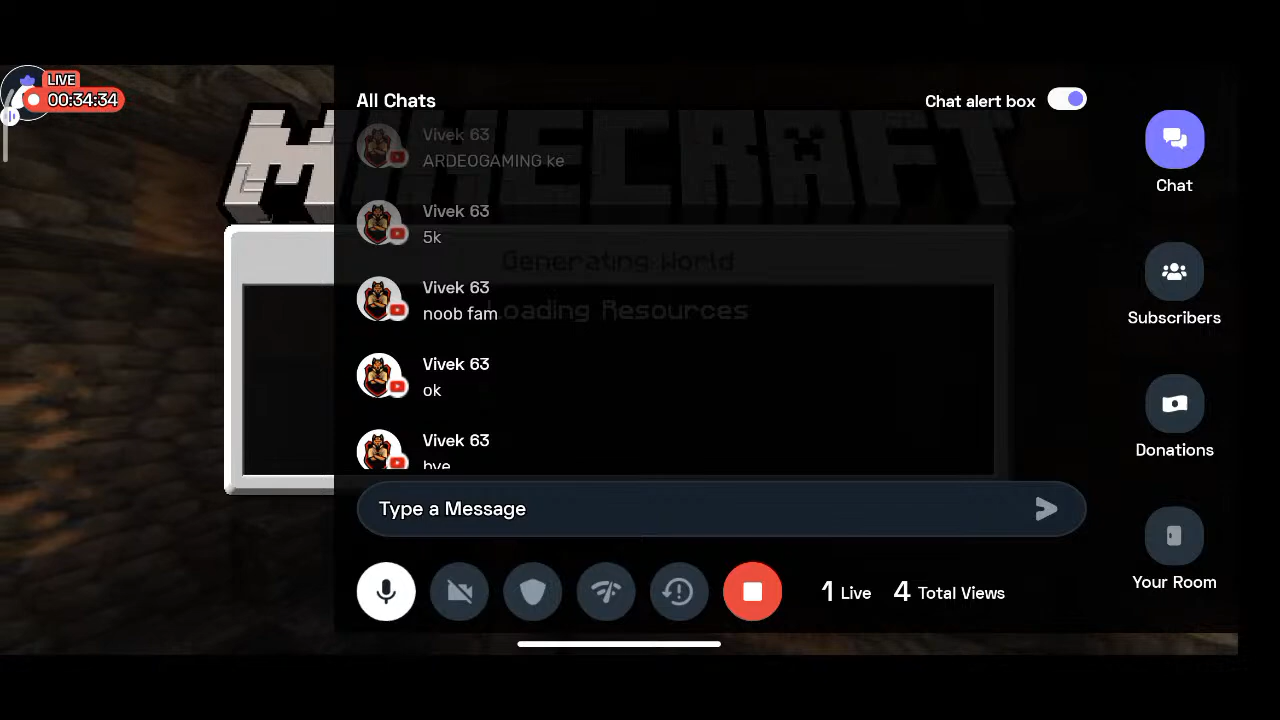 LIVE
00:34:34
All Chats
Chat alert box
MINECRAFT
Vivek 63
ARDEOGAMING ke
Vivek 63
5k
Generating World
Vivek 63
noob fam
Loading Resources
Vivek 63
ok
Vivek 63
bye
Type a Message
1 Live
4 Total Views
Chat
Subscribers
Donations
Your Room